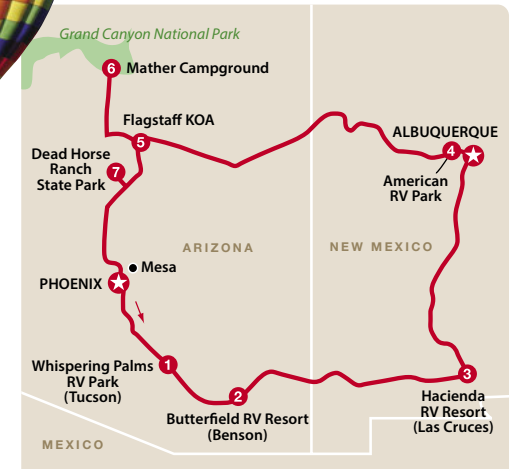 Grand Canyon National Park
6 Mather Campground
Flagstaff KOA
5
Dead Horse
Ranch
State Park
7
ALBUQUERQUE
4
American
RV Park
ARIZONA
NEW MEXICO
Mesa
PHOENIX
1
Whispering Palms
RV Park
(Tucson)
2
Butterfield RV Resort
(Benson)
3
Hacienda
RV Resort
(Las Cruces)
MEXICO